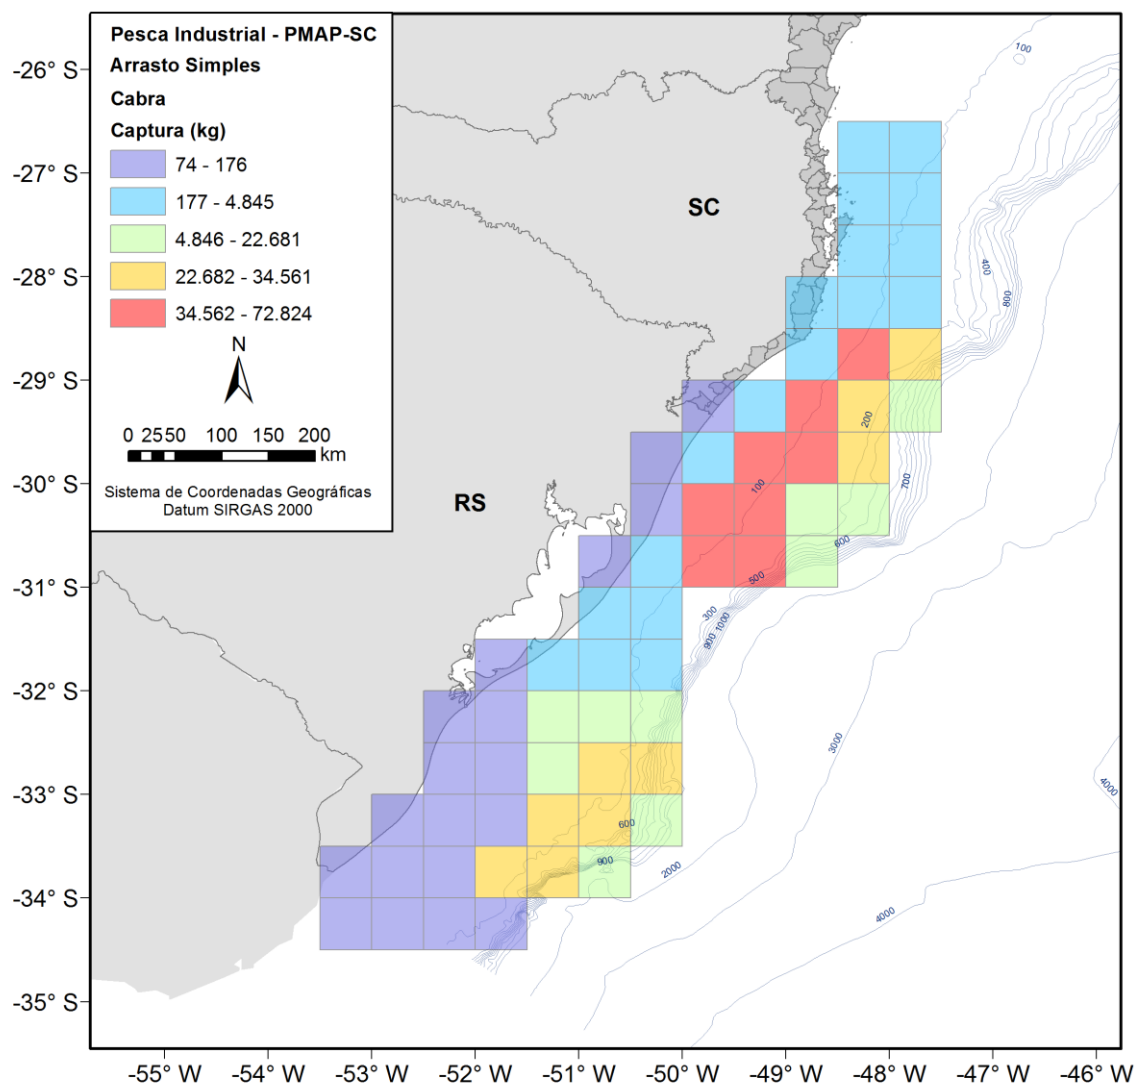 Pesca Industrial - PMAP-SC
Arrasto Simples
Cabra
Captura (kg)
74 - 176
177 - 4.845
4.846 - 22.681
22.682 - 34.561
34.562 - 72.824
N
0 25 50 100 150 200
km
Sistema de Coordenadas Geográficas
Datum SIRGAS 2000
SC
RS
100
400
800
200
700
100
600
500
300
1000
900
3000
4000
600
900
2000
4000
-26° S
-27° S
-28° S
-29° S
-30° S
-31° S
-32° S
-33° S
-34° S
-35° S
-55° W -54° W -53° W -52° W -51° W -50° W -49° W -48° W -47° W -46° W